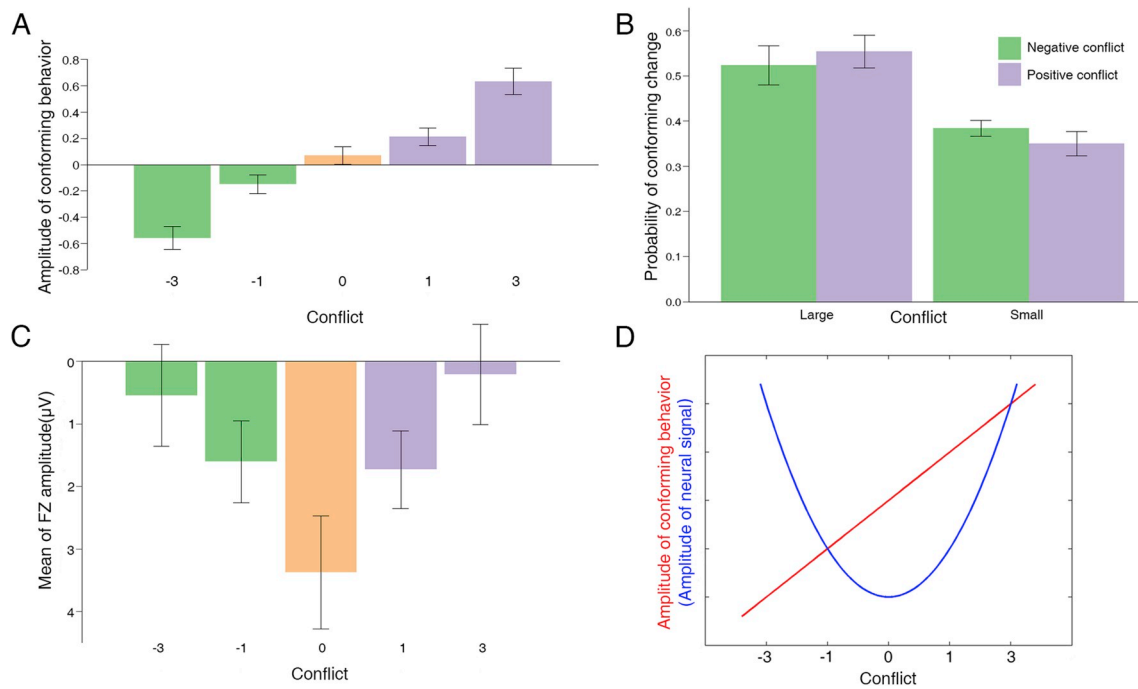 A
Amplitude of conforming behavior
0.8
0.6
0.4
0.2
0
-0.2
-0.4
-0.6
-0.8
-3 -1 0 1 3
Conflict
B
Probability of conforming change
0.6
0.5
0.4
0.3
0.2
0.1
0.0
Negative conflict
Positive conflict
Large Conflict Small
C
Mean of FZ amplitude(μV)
0
1
2
3
4
-3 -1 0 1 3
Conflict
D
Amplitude of conforming behavior
(Amplitude of neural signal)
-3 -1 0 1 3
Conflict